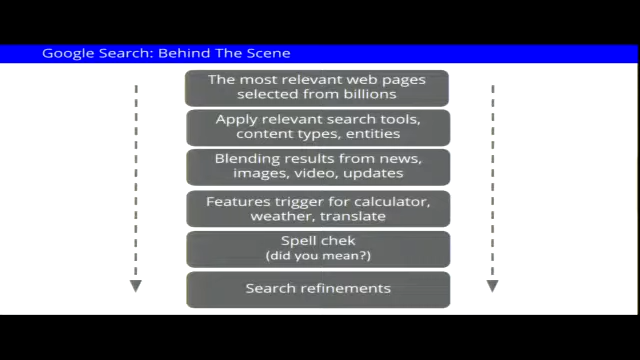 Google Search: Behind The Scene
The most relevant web pages
selected from billions
Apply relevant search tools,
content types, entities
Blending results from news,
images, video, updates
Features trigger for calculator,
weather, translate
Spell chek
(did you mean?)
Search refinements